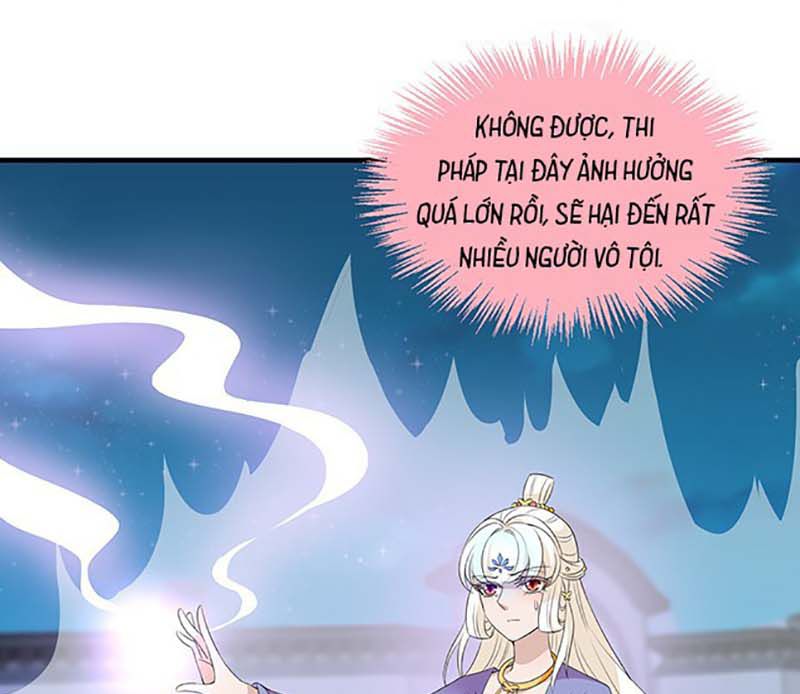 KHÔNG ĐƯỢC, THI
PHÁP TẠI ĐÂY ẢNH HƯỞNG
QUÁ LỚN RỒI, SẼ HẠI ĐẾN RẤT
NHIỀU NGƯỜI VÔ TỘI.